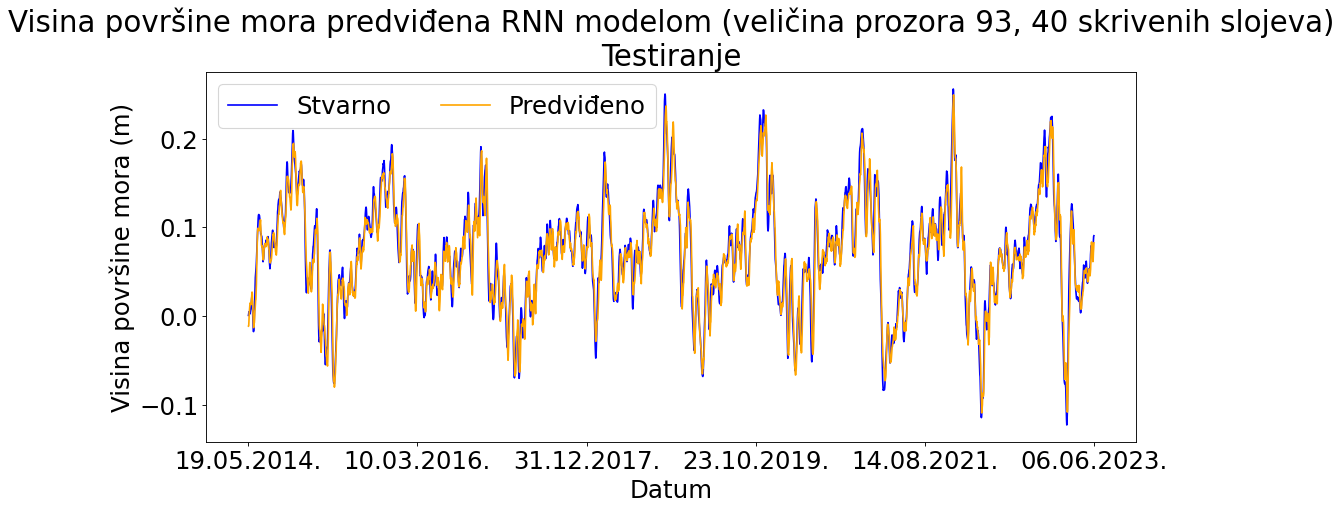 Visina površine mora predviđena RNN modelom (veličina prozora 93, 40 skrivenih slojeva)
Testiranje
Stvarno Predviđeno
Visina površine mora (m)
0.2
0.1
0.0
−0.1
19.05.2014. 10.03.2016. 31.12.2017. 23.10.2019. 14.08.2021. 06.06.2023.
Datum